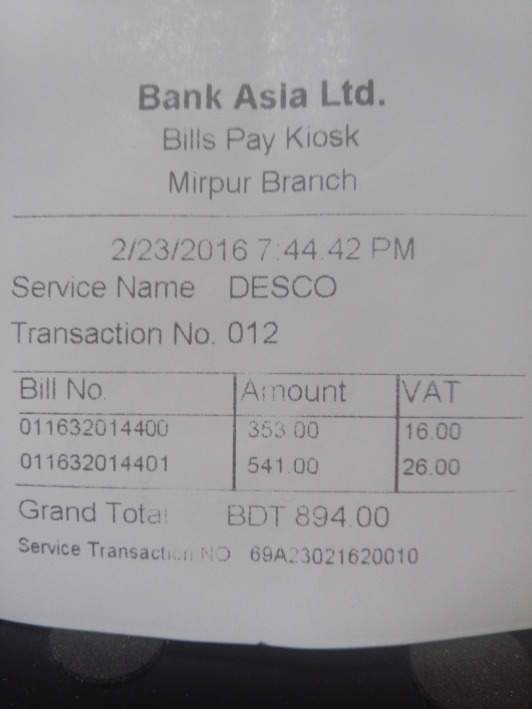 Bank Asia Ltd.
Bills Pay Kiosk
Mirpur Branch
2/23/2016 7:44:42 PM
Service Name DESCO
Transaction No. 012
Bill No. Amount VAT
011632014400 353.00 16.00
011632014401 541.00 26.00
Grand Total BDT 894.00
Service Transaction NO 69A23021620010